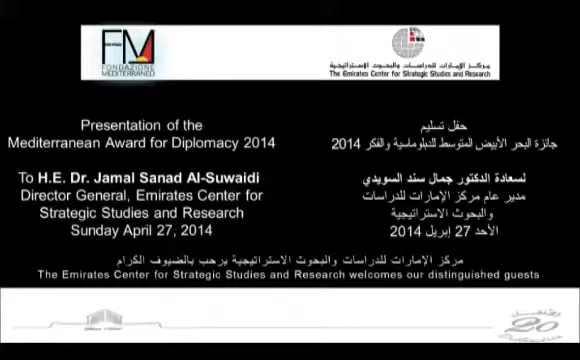 FM
FONDAZIONE
MEDITERRANEO
مركز الإمارات للدراسات والبحوث الاستراتيجية
The Emirates Center for Strategic Studies and Research
Presentation of the
Mediterranean Award for Diplomacy 2014
To H.E. Dr. Jamal Sanad Al-Suwaidi
Director General, Emirates Center for
Strategic Studies and Research
Sunday April 27, 2014
حفل تسليم
جائزة البحر الأبيض المتوسط للدبلوماسية والفكر 2014
لسعادة الدكتور جمال سند السويدي
مدير عام مركز الإمارات للدراسات
والبحوث الاستراتيجية
الأحد 27 إبريل 2014
مركز الإمارات للدراسات والبحوث الاستراتيجية يرحب بالضيوف الكرام
The Emirates Center for Strategic Studies and Research welcomes our distinguished guests
20